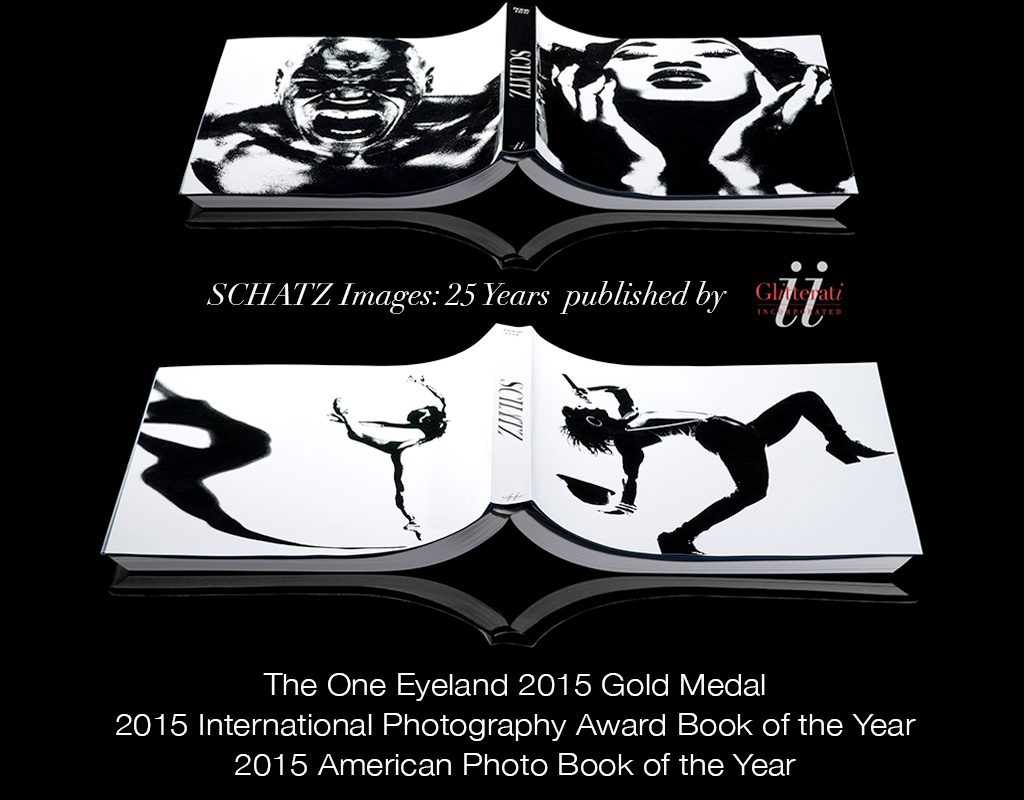 SCHATZ
SCHATZ Images: 25 Years published by
Glitterati
INCORPORATED
SCHATZ
The One Eyeland 2015 Gold Medal
2015 International Photography Award Book of the Year
2015 American Photo Book of the Year